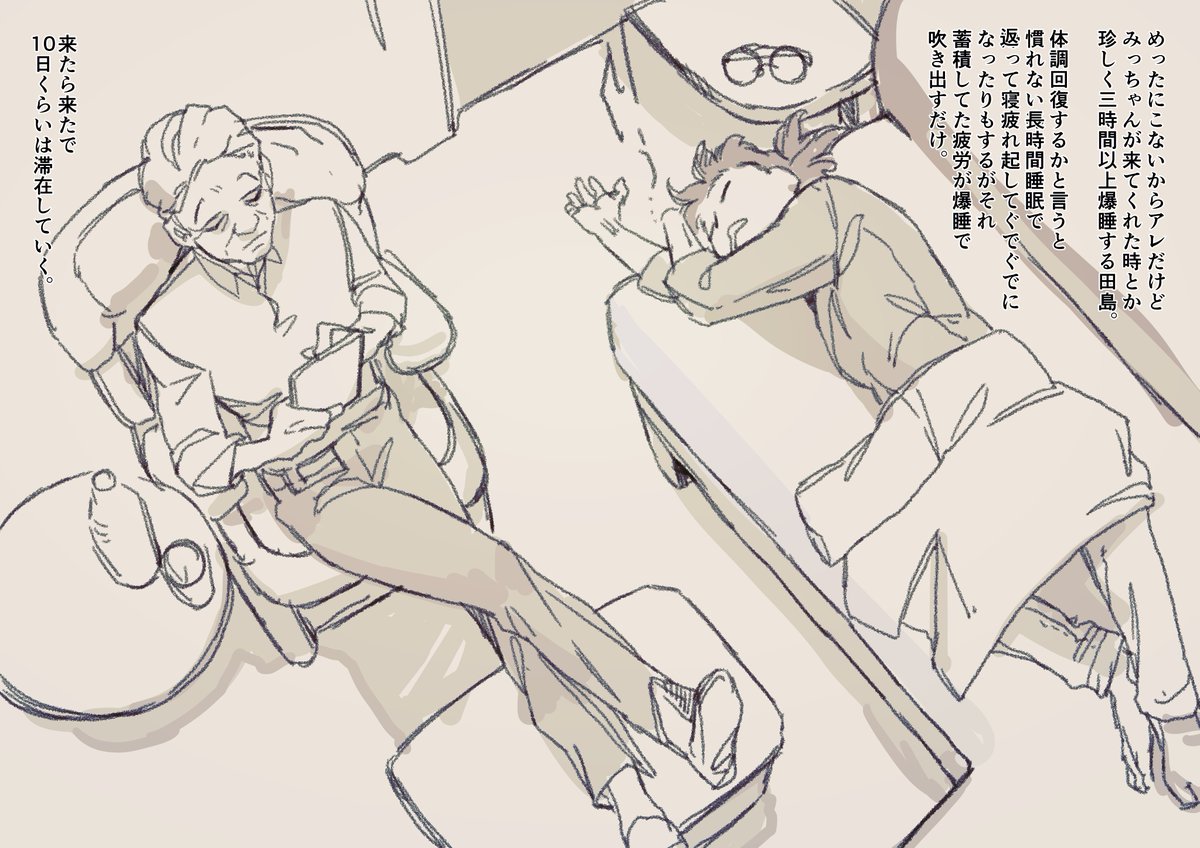 めったにこないからアレだけど
みっちゃんが来てくれた時とか
珍しく三時間以上爆睡する田島。
体調回復するかと言うと
慣れない長時間睡眠で
返って寝疲れ起してぐでぐでに
なったりもするがそれ
蓄積してた疲労が爆睡で
吹き出すだけ。
来たら来たで
10日くらいは滞在していく。